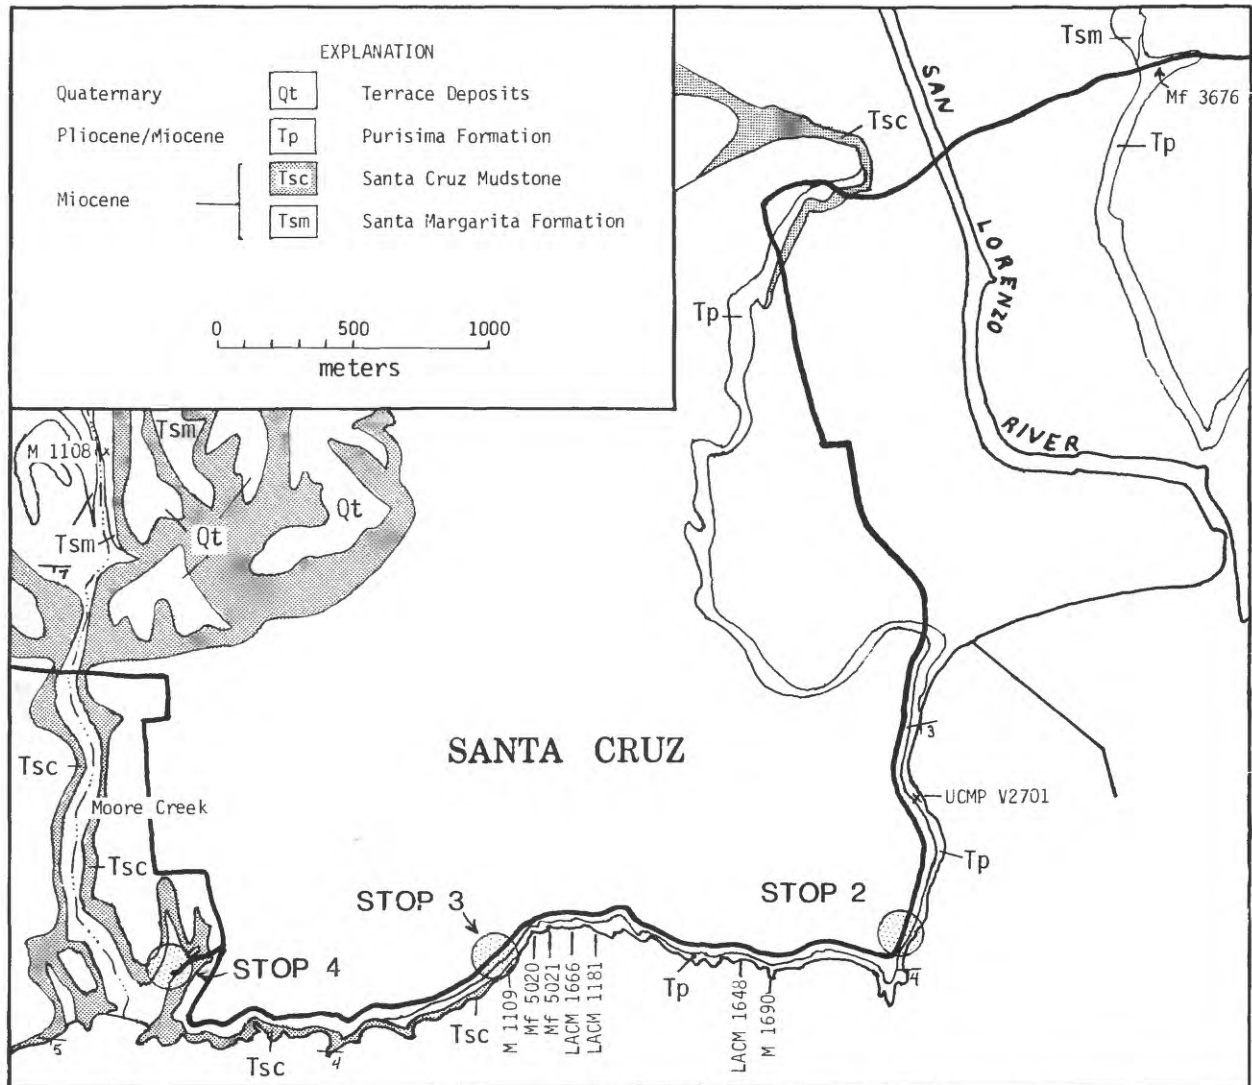 EXPLANATION
Quaternary Qt Terrace Deposits
Pliocene/Miocene Tp Purisima Formation
Tsc Santa Cruz Mudstone
Miocene
Tsm Santa Margarita Formation
0 500 1000
meters
Tsm
Mf 3676
Tp
SAN
LORENZO
RIVER
Tsc
Tp
Tsm
M 1108
Qt
Tsm
Qt
7
Tsc
Moore Creek
Tsc
SANTA CRUZ
3
UCMP V2701
Tp
STOP 2
STOP 3
STOP 4
4
Tp
Tsc
M 1109
Mf 5020
Mf 5021
LACM 1666
LACM 1181
LACM 1648
M 1690
5
Tsc
4